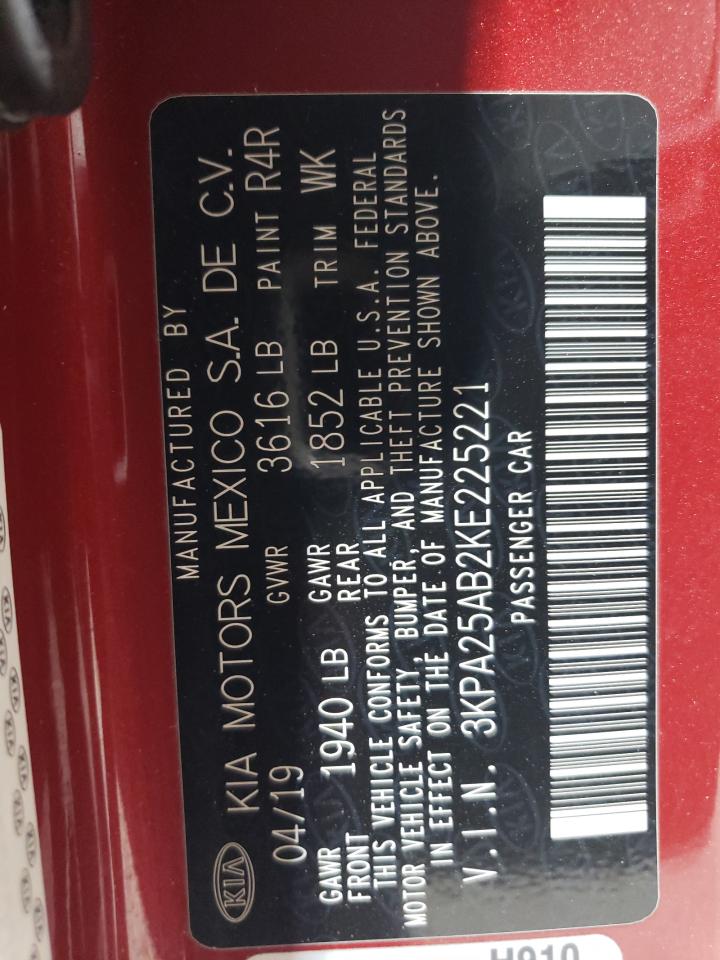 MANUFACTURED BY
KIA KIA MOTORS MEXICO S.A. DE C.V.
04/19 GVWR 3616 LB PAINT R4R
GAWR FRONT 1940 LB GAWR REAR 1852 LB TRIM WK
THIS VEHICLE CONFORMS TO ALL APPLICABLE U.S.A. FEDERAL
MOTOR VEHICLE SAFETY, BUMPER, AND THEFT PREVENTION STANDARDS
IN EFFECT ON THE DATE OF MANUFACTURE SHOWN ABOVE.
V.I.N. 3KPA25AB2KE225221
PASSENGER CAR